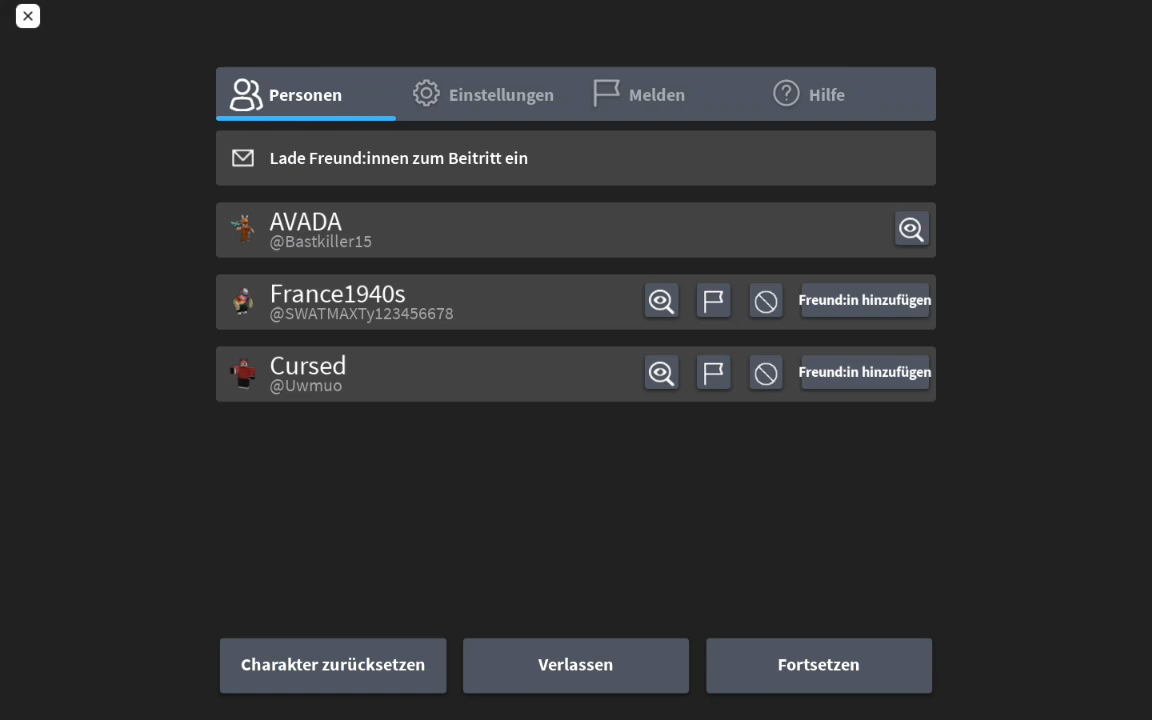 Personen
Einstellungen
Melden
Hilfe
Lade Freund:innen zum Beitritt ein
AVADA
@Bastkiller15
France1940s
@SWATMAXTy123456678
Freund:in hinzufügen
Cursed
@Uwmuo
Freund:in hinzufügen
Charakter zurücksetzen
Verlassen
Fortsetzen